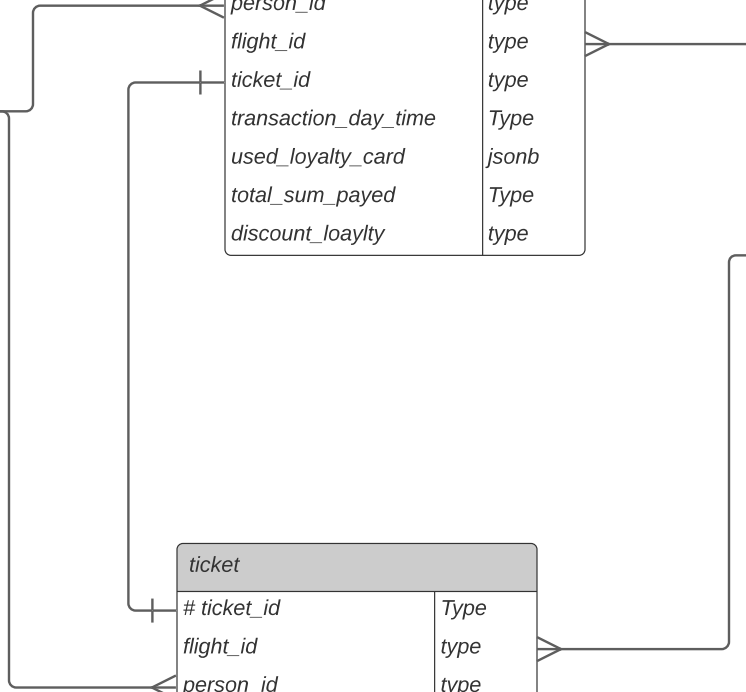 person_id type
flight_id type
ticket_id type
transaction_day_time Type
used_loyalty_card jsonb
total_sum_payed Type
discount_loaylty type
ticket
# ticket_id Type
flight_id type
person_id type